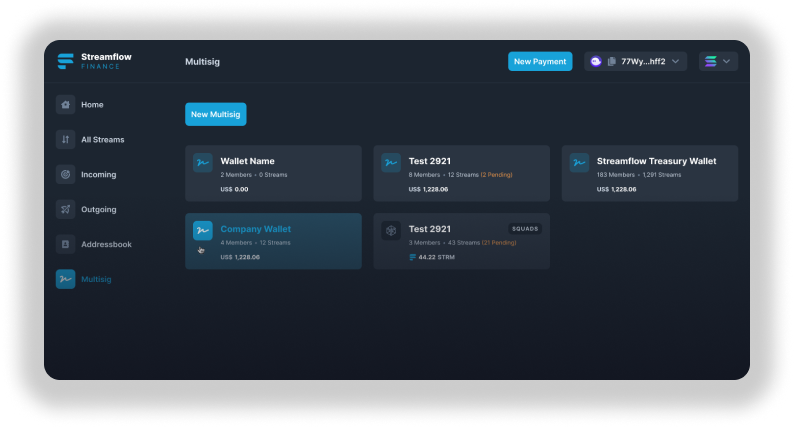 Streamflow
FINANCE
Multisig
New Payment
77Wy...hff2
Home
All Streams
Incoming
Outgoing
Addressbook
Multisig
New Multisig
Wallet Name
2 Members • 0 Streams
US$ 0.00
Test 2921
8 Members • 12 Streams (2 Pending)
US$ 1,228.06
Streamflow Treasury Wallet
183 Members • 1,291 Streams
US$ 1,228.06
Company Wallet
4 Members • 12 Streams
US$ 1,228.06
Test 2921
SQUADS
3 Members • 43 Streams (21 Pending)
44.22 STRM